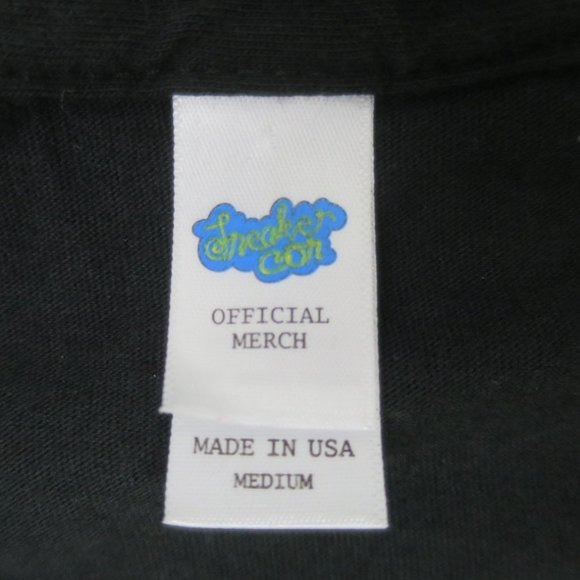 Sneaker
con
OFFICIAL
MERCH
MADE IN USA
MEDIUM